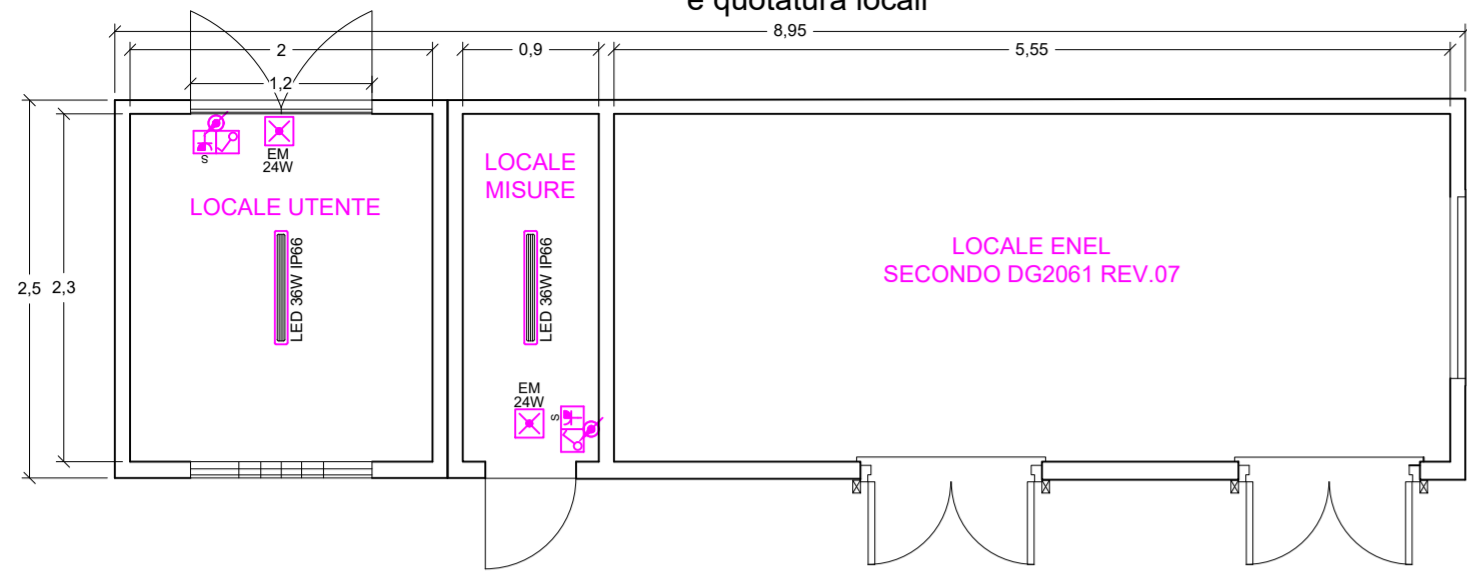 e quotatura locali
8,95
2
0,9
5,55
1,2
EM
24W
S
LOCALE UTENTE
LOCALE
MISURE
LED 36W IP66
LED 36W IP66
LOCALE ENEL
SECONDO DG2061 REV.07
2,5
2,3
EM
24W
S